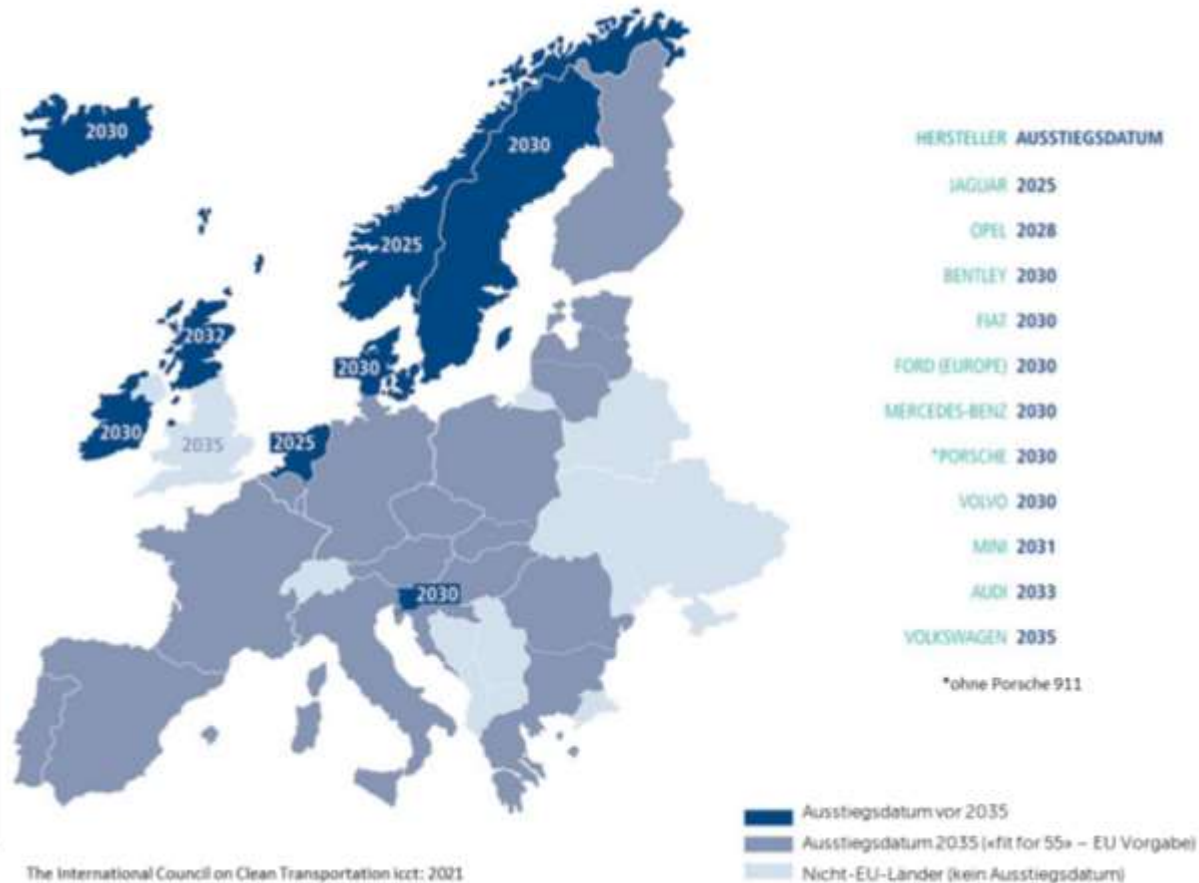 2030
2030
2025
2032
2030
2030
2035
2025
2030
HERSTELLER AUSSTIEGSDATUM
JAGUAR 2025
OPEL 2028
BENTLEY 2030
FIAT 2030
FORD (EUROPE) 2030
MERCEDES-BENZ 2030
*PORSCHE 2030
VOLVO 2030
MINI 2031
AUDI 2033
VOLKSWAGEN 2035
*ohne Porsche 911
Ausstiegsdatum vor 2035
Ausstiegsdatum 2035 («fit for 55» – EU Vorgabe)
Nicht-EU-Länder (kein Ausstiegsdatum)
The International Council on Clean Transportation icct: 2021